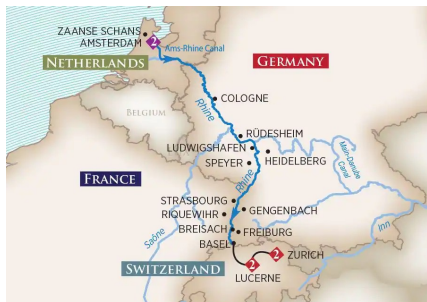 ZAANSE SCHANS
AMSTERDAM
2
Ams-Rhine Canal
NETHERLANDS
GERMANY
COLOGNE
Rhine
BELGIUM
RÜDESHEIM
LUDWIGSHAFEN
HEIDELBERG
SPEYER
Main-Danube
Canal
FRANCE
Rhine
STRASBOURG
GENGENBACH
RIQUEWIHR
Inn
BREISACH
FREIBURG
Saône
BASEL
2
ZURICH
SWITZERLAND
2
LUCERNE